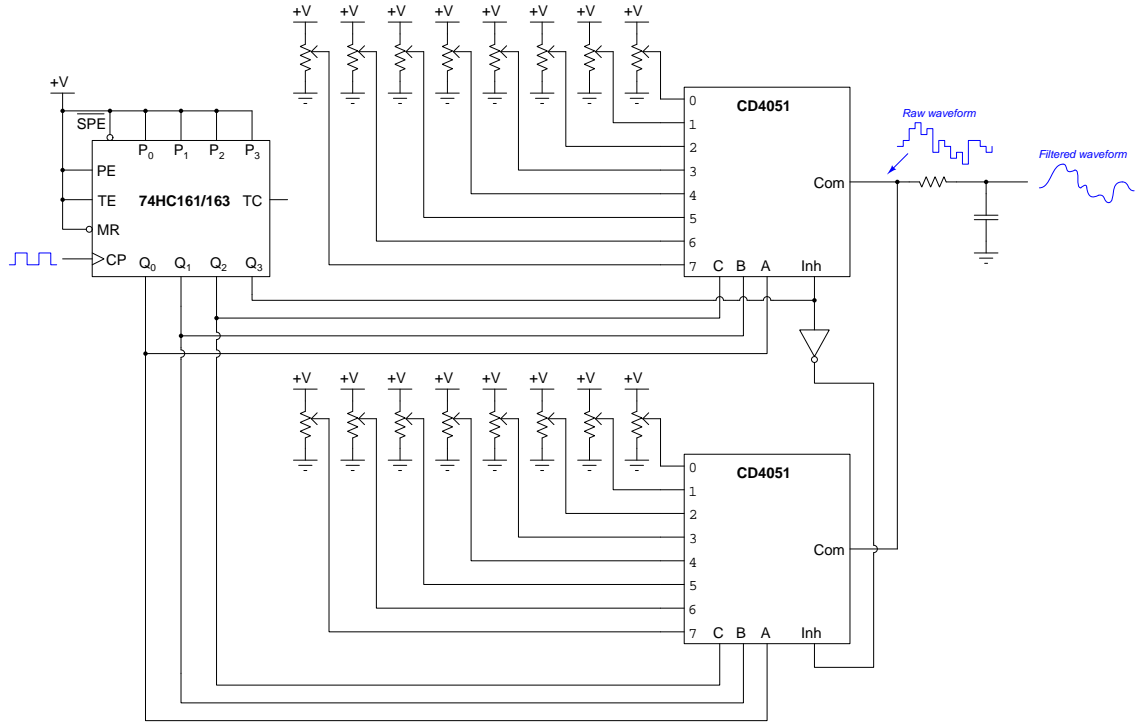 +V +V +V +V +V +V +V +V
+V
SPE
P0 P1 P2 P3
PE
TE
MR
CP
74HC161/163
TC
Q0 Q1 Q2 Q3
CD4051
0
1
2
3
4
5
6
7
Com
C B A Inh
Raw waveform
Filtered waveform
+V +V +V +V +V +V +V +V
CD4051
0
1
2
3
4
5
6
7
Com
C B A Inh